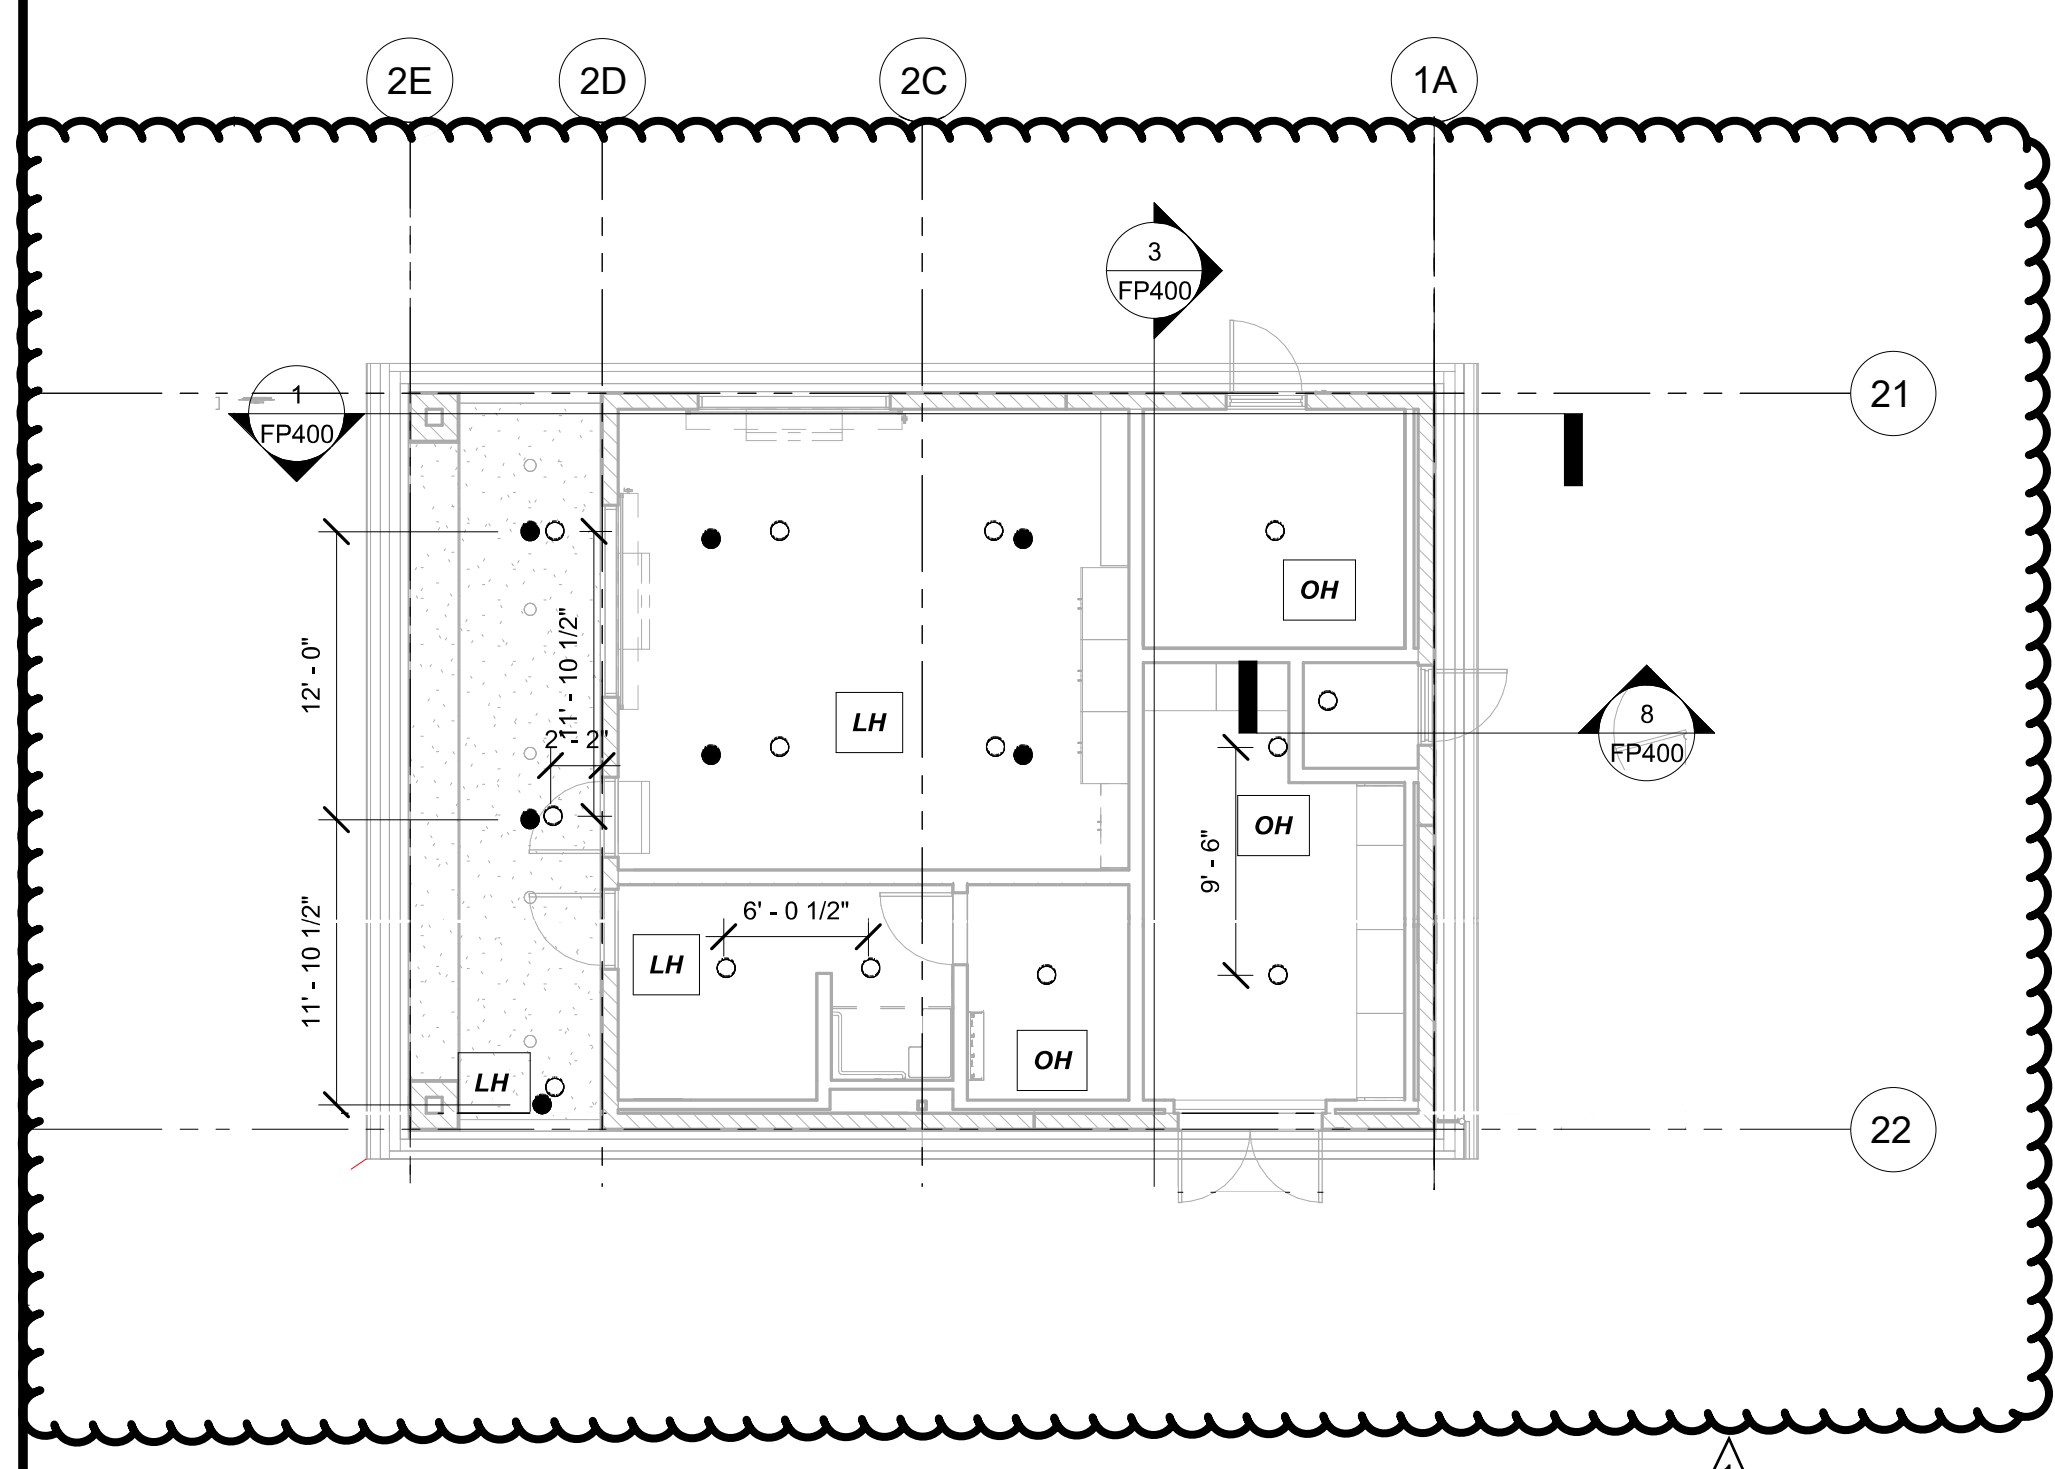 2E
2D
2C
1A
3
FP400
1
FP400
21
OH
12' - 0"
11' - 10 1/2"
LH
2' - 2"
8
FP400
OH
9' - 6"
6' - 0 1/2"
LH
11' - 10 1/2"
OH
LH
22